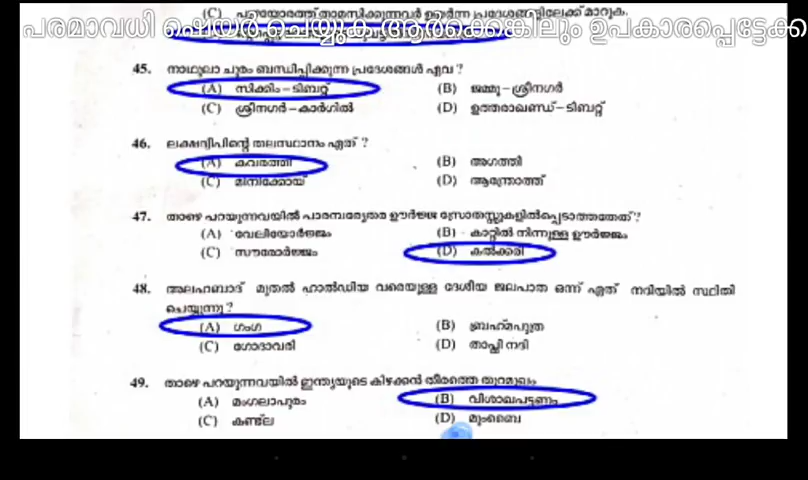 (C) പുഴയോരത്ത് താമസിക്കുന്നവർ ഉയർന്ന പ്രദേശങ്ങളിലേക്ക് മാറുക.
പരമാവധി ഷെയർ ചെയ്യുക ആർക്കെങ്കിലും ഉപകാരപ്പെട്ടേക്ക
45. നാഥുലാ ചുരം ബന്ധിപ്പിക്കുന്ന പ്രദേശങ്ങൾ ഏവ ?
(A) സിക്കിം – ടിബറ്റ് (B) ജമ്മു – ശ്രീനഗർ
(C) ശ്രീനഗർ – കാർഗിൽ (D) ഉത്തരാഖണ്ഡ് – ടിബറ്റ്
46. ലക്ഷദ്വീപിന്റെ തലസ്ഥാനം ഏത് ?
(A) കവരത്തി (B) അഗത്തി
(C) മിനിക്കോയ് (D) ആന്ത്രോത്ത്
47. താഴെ പറയുന്നവയിൽ പാരമ്പര്യേതര ഊർജ്ജ സ്രോതസ്സുകളിൽപ്പെടാത്തതേത് ?
(A) വേലിയോർജ്ജം (B) കാറ്റിൽ നിന്നുള്ള ഊർജ്ജം
(C) സൗരോർജ്ജം (D) കൽക്കരി
48. അലഹബാദ് മുതൽ ഹാൽഡിയ വരെയുള്ള ദേശീയ ജലപാത ഒന്ന് ഏത് നദിയിൽ സ്ഥിതി
ചെയ്യുന്നു ?
(A) ഗംഗ (B) ബ്രഹ്മപുത്ര
(C) ഗോദാവരി (D) താപ്തി നദി
49. താഴെ പറയുന്നവയിൽ ഇന്ത്യയുടെ കിഴക്കൻ തീരത്തെ തുറമുഖം
(A) മംഗലാപുരം (B) വിശാഖപട്ടണം
(C) കണ്ട്ല (D) മുംബൈ